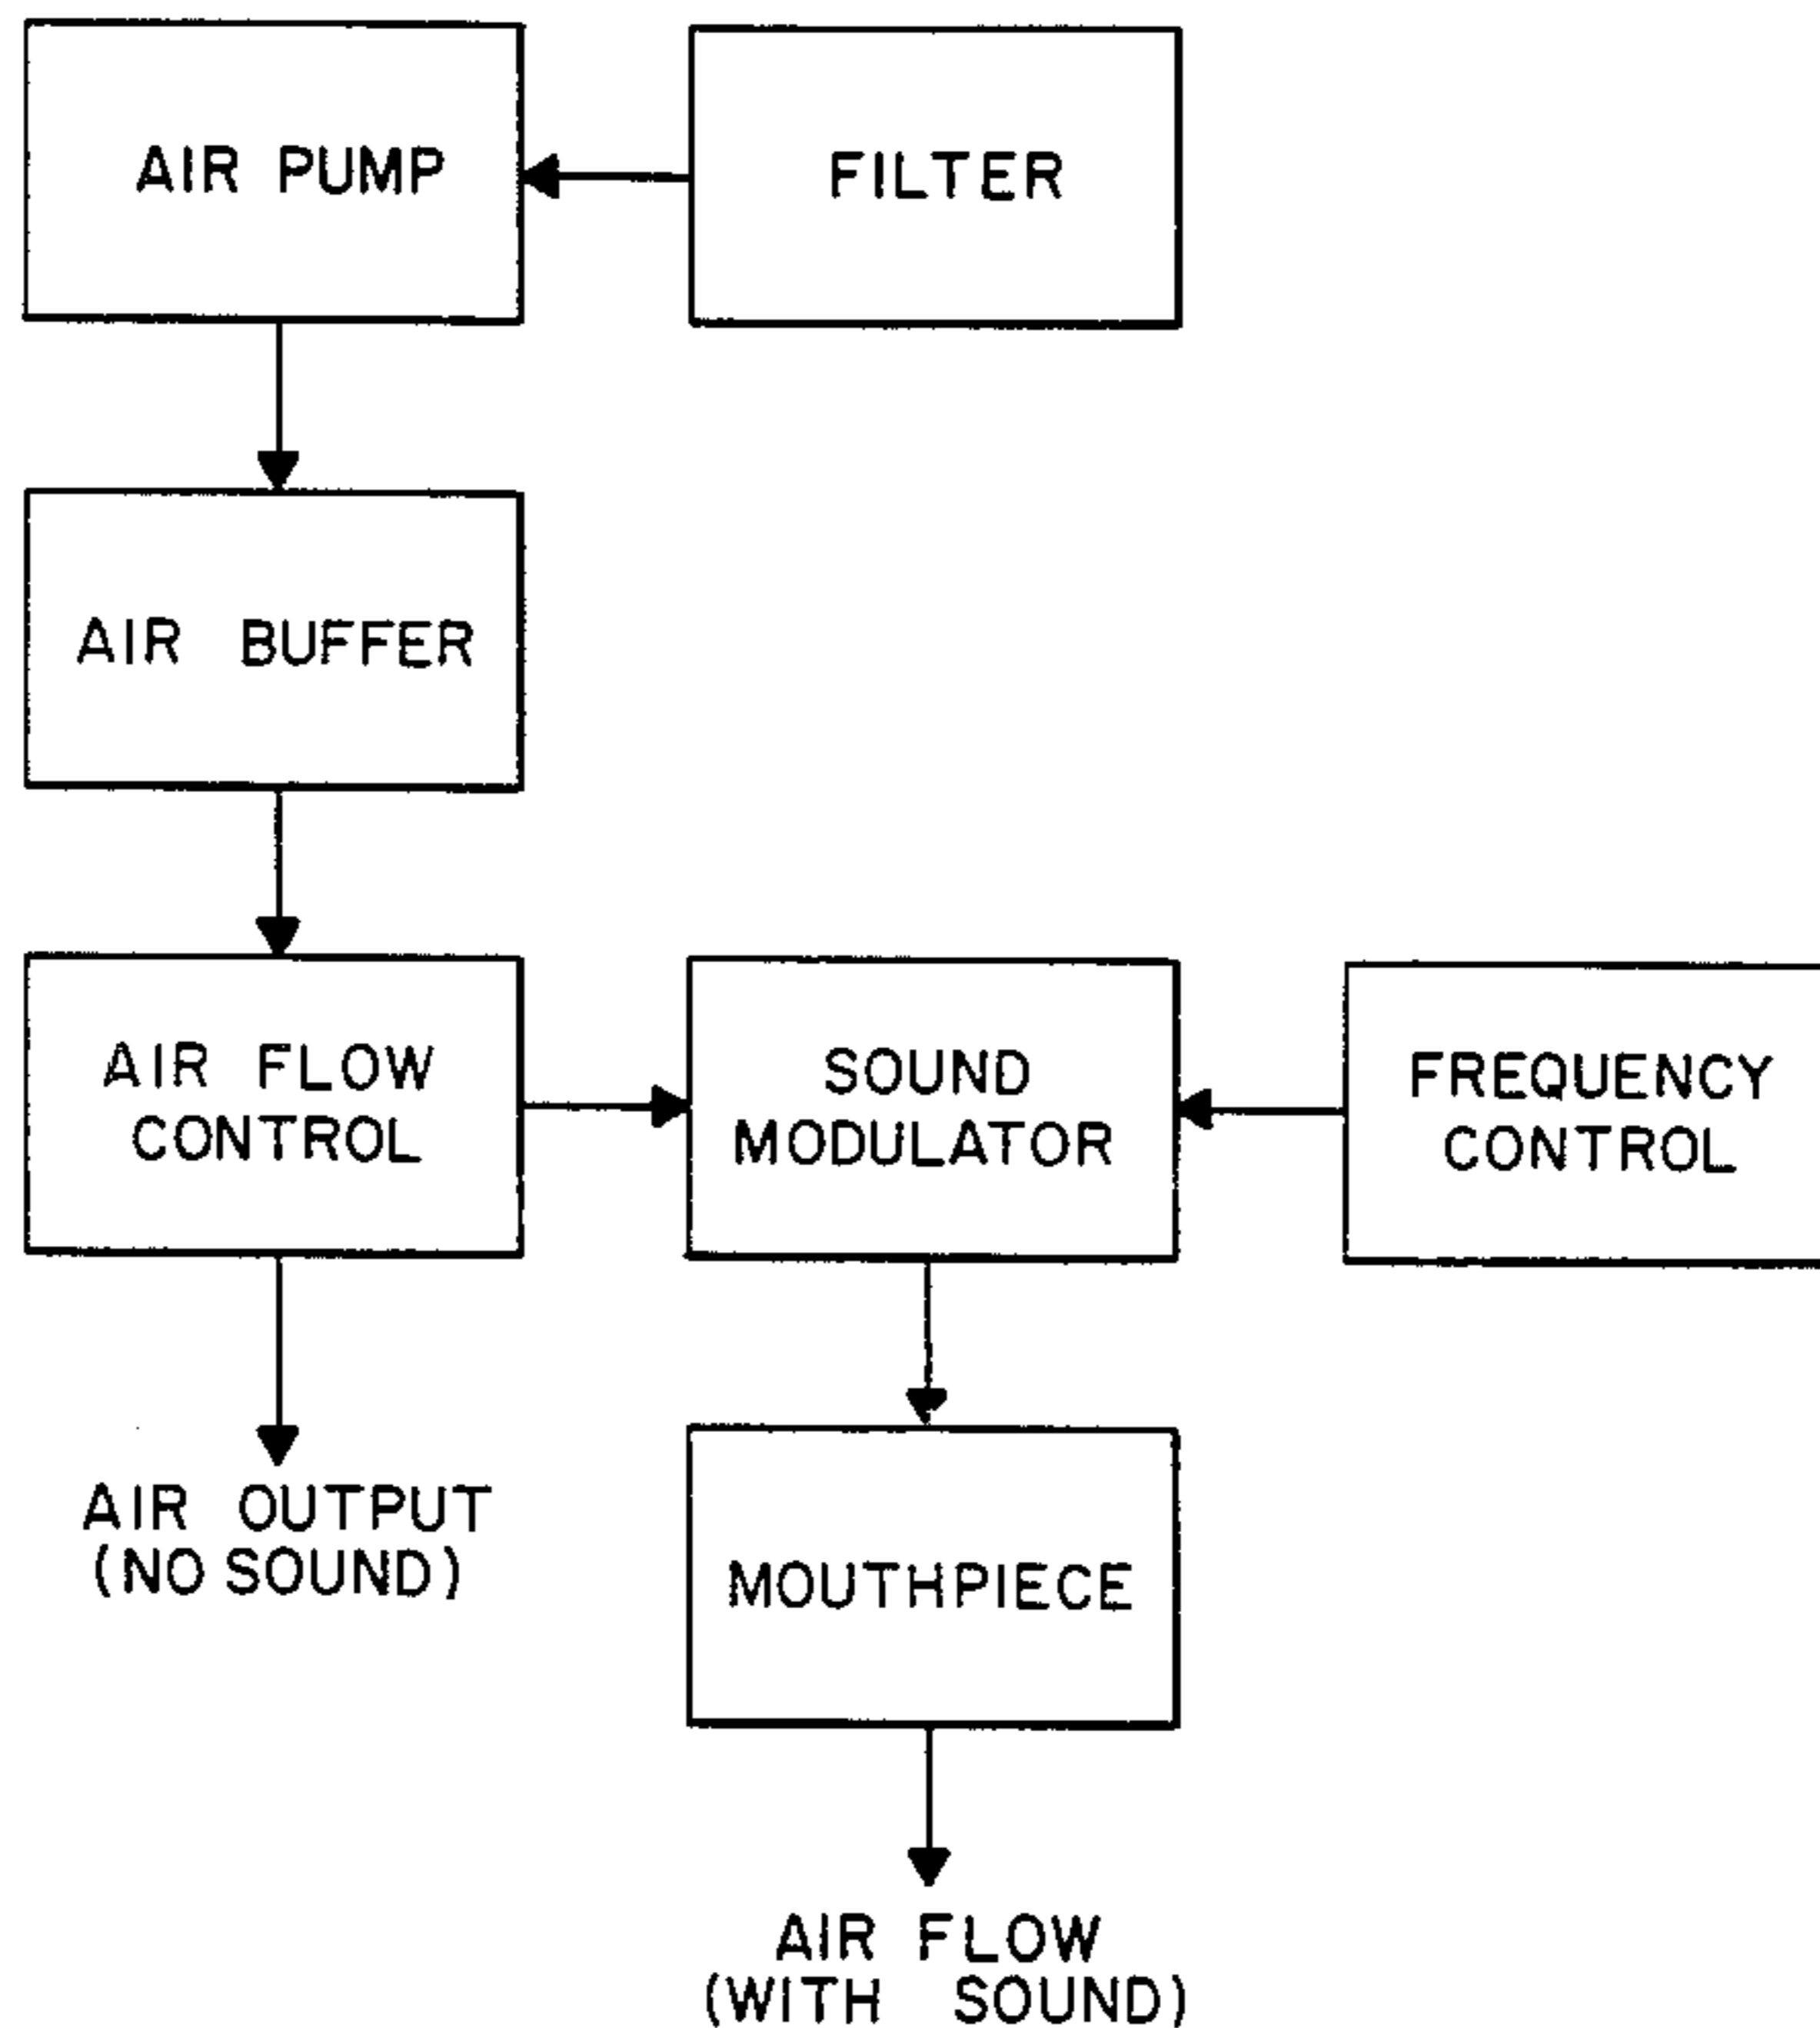 AIR PUMP
FILTER
AIR BUFFER
AIR FLOW
CONTROL
SOUND
MODULATOR
FREQUENCY
CONTROL
AIR OUTPUT
(NO SOUND)
MOUTHPIECE
AIR FLOW
(WITH SOUND)